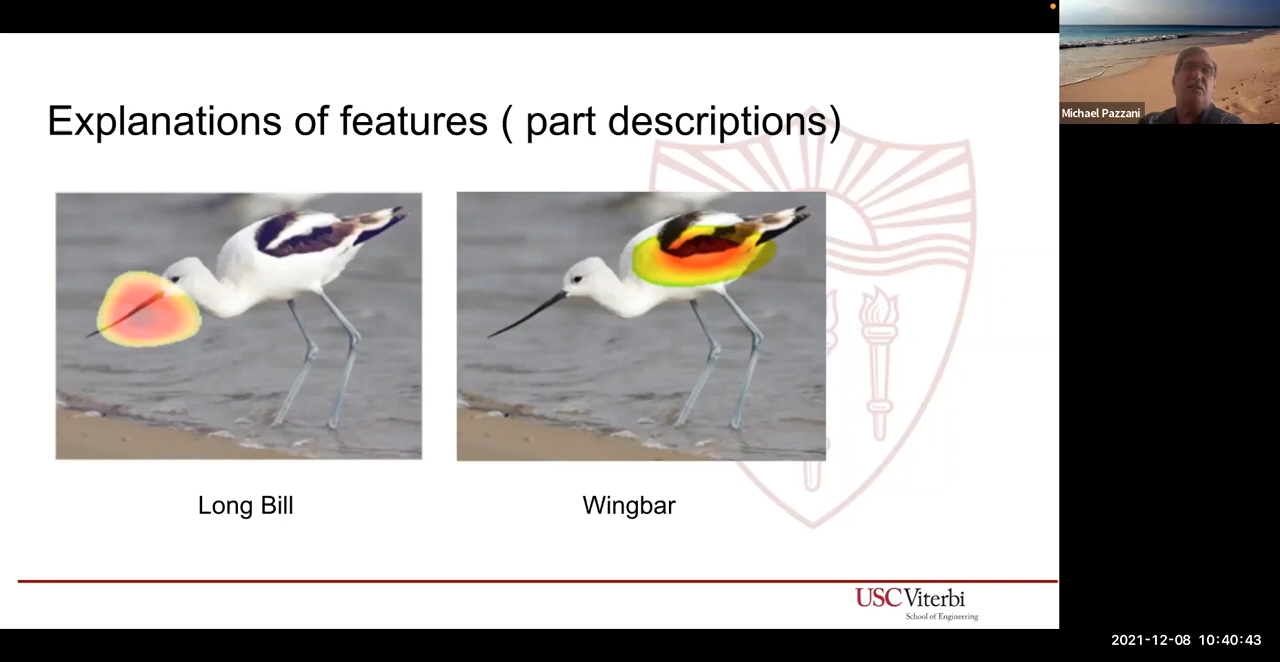 Explanations of features ( part descriptions)
Michael Pazzani
Long Bill
Wingbar
USC Viterbi
School of Engineering
2021-12-08 10:40:43